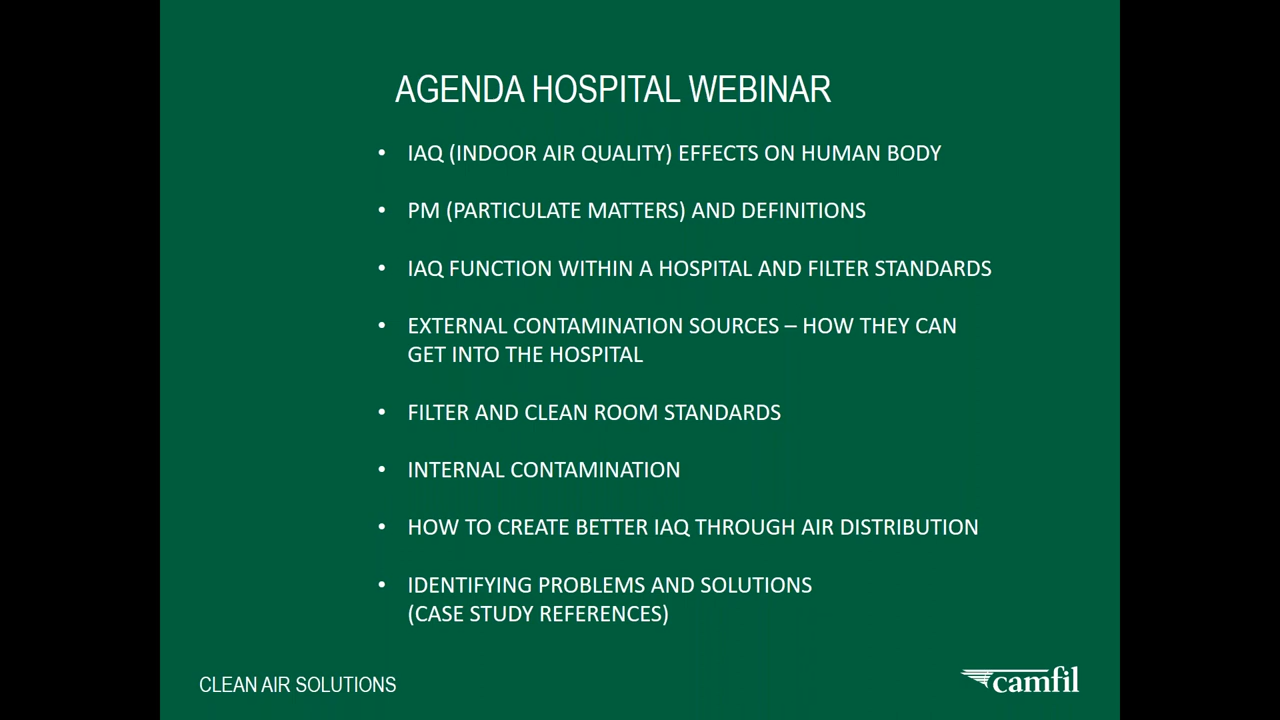 AGENDA HOSPITAL WEBINAR
• IAQ (INDOOR AIR QUALITY) EFFECTS ON HUMAN BODY
• PM (PARTICULATE MATTERS) AND DEFINITIONS
• IAQ FUNCTION WITHIN A HOSPITAL AND FILTER STANDARDS
• EXTERNAL CONTAMINATION SOURCES – HOW THEY CAN
GET INTO THE HOSPITAL
• FILTER AND CLEAN ROOM STANDARDS
• INTERNAL CONTAMINATION
• HOW TO CREATE BETTER IAQ THROUGH AIR DISTRIBUTION
• IDENTIFYING PROBLEMS AND SOLUTIONS
(CASE STUDY REFERENCES)
CLEAN AIR SOLUTIONS
camfil